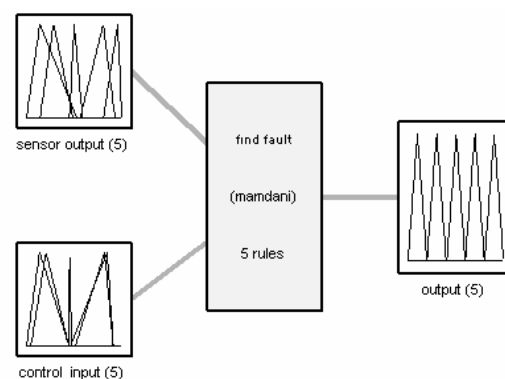 sensor output (5)
find fault
(mamdani)
5 rules
output (5)
control input (5)